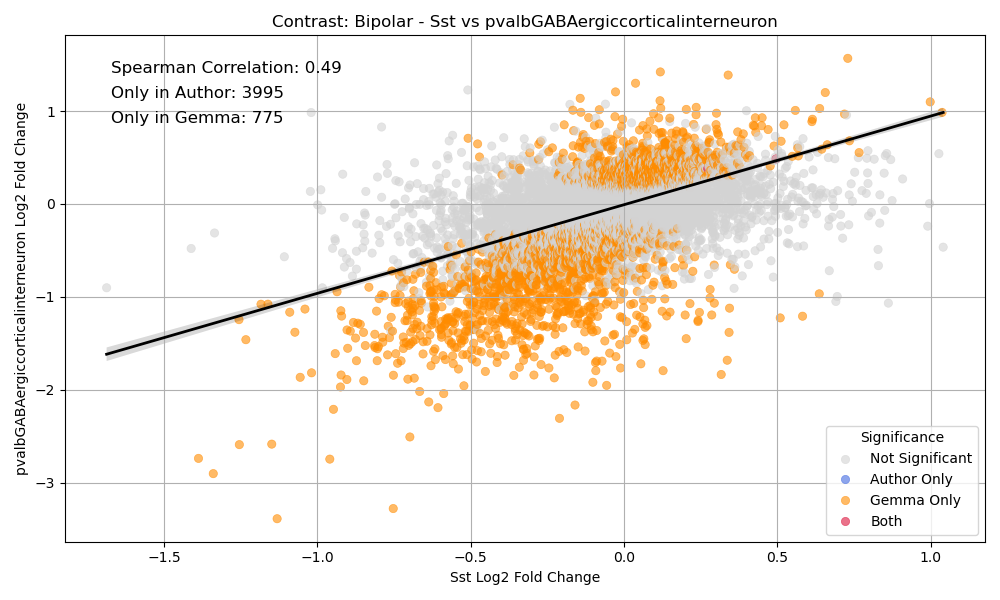 Contrast: Bipolar - Sst vs pvalbGABAergiccorticalinterneuron
Spearman Correlation: 0.49
Only in Author: 3995
Only in Gemma: 775
pvalbGABAergiccorticalinterneuron Log2 Fold Change
1
0
−1
−2
−3
Significance
Not Significant
Author Only
Gemma Only
Both
−1.5 −1.0 −0.5 0.0 0.5 1.0
Sst Log2 Fold Change